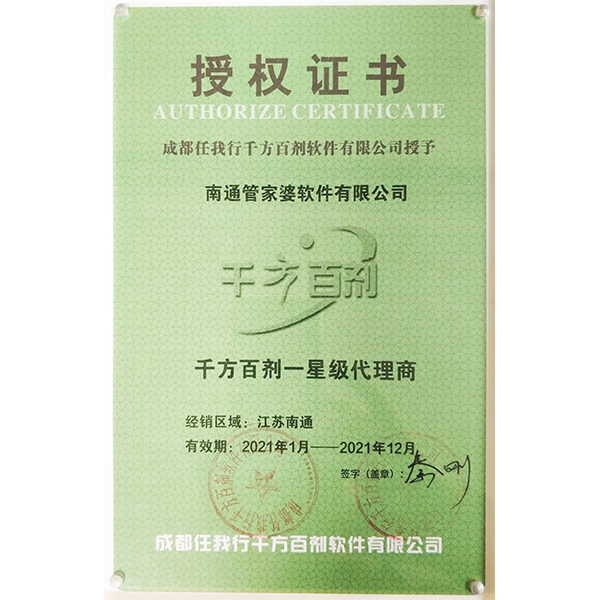 授权证书
AUTHORIZE CERTIFICATE
成都任我行千方百剂软件有限公司授予
南通管家婆软件有限公司
千方百剂
千方百剂一星级代理商
经销区域：江苏南通
有效期：2021年1月——2021年12月
签字（盖章）：
成都任我行千方百剂软件有限公司